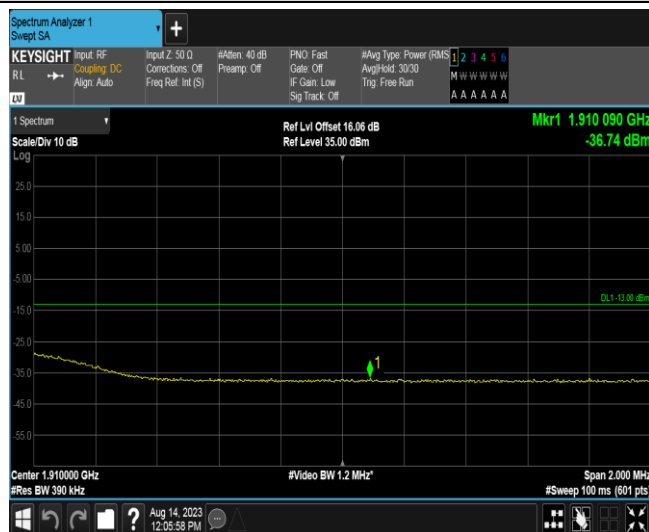 Spectrum Analyzer 1
Swept SA
+
KEYSIGHT
RL
LXI
Input: RF
Coupling: DC
Align: Auto
Input Z: 50 Ω
Corrections: Off
Freq Ref: Int (S)
#Atten: 40 dB
Preamp: Off
PNO: Fast
Gate: Off
IF Gain: Low
Sig Track: Off
#Avg Type: Power (RMS
Avg|Hold: 30/30
Trig: Free Run
1 2 3 4 5 6
M W W W W W
A A A A A A
1 Spectrum
Scale/Div 10 dB
Log
Ref Lvl Offset 16.06 dB
Ref Level 35.00 dBm
Mkr1 1.910 090 GHz
-36.74 dBm
25.0
15.0
5.00
-5.00
DL1 -13.00 dBm
-15.0
-25.0
1
-35.0
-45.0
-55.0
Center 1.910000 GHz
#Video BW 1.2 MHz*
Span 2.000 MHz
#Res BW 390 kHz
#Sweep 100 ms (601 pts)
?
Aug 14, 2023
12:05:58 PM